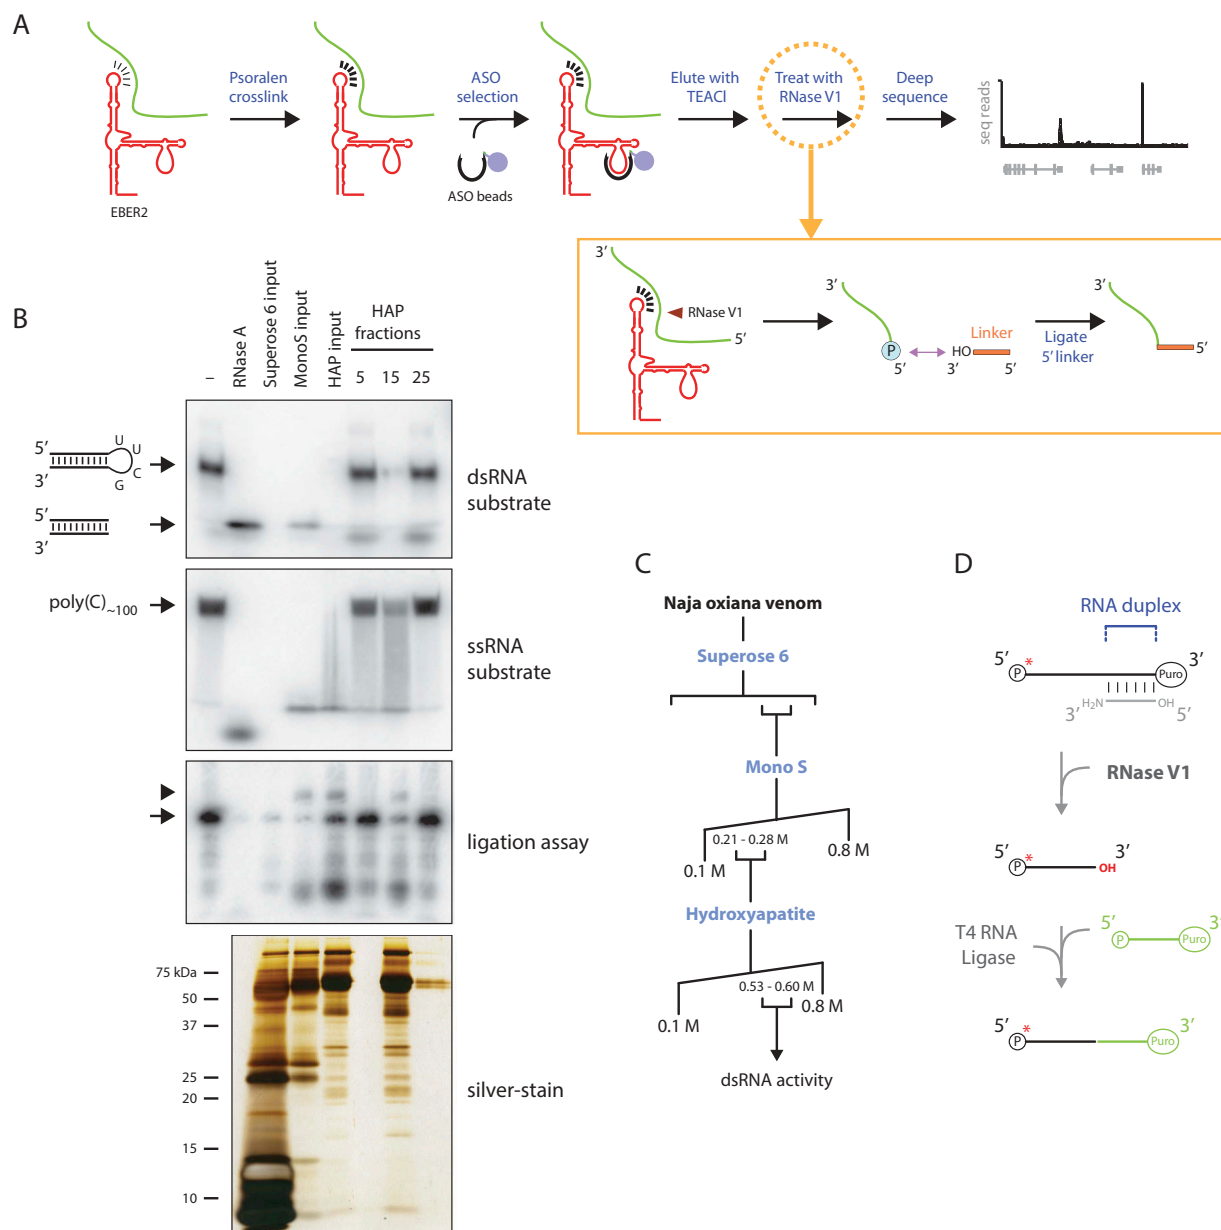 A
Psoralen
crosslink
ASO
selection
Elute with
TEACl
Treat with
RNase V1
Deep
sequence
seq reads
EBER2
ASO beads
3′
RNase V1
5′
3′
P
5′
HO
3′
Linker
5′
Ligate
5′ linker
3′
5′
B
–
RNase A
Superose 6 input
MonoS input
HAP input
HAP
fractions
5 15 25
5′
3′
U
U
C
G
5′
3′
dsRNA
substrate
poly(C)~100
ssRNA
substrate
ligation assay
75 kDa
50
37
25
20
15
10
silver-stain
C
Naja oxiana venom
Superose 6
Mono S
0.21 - 0.28 M
0.1 M
0.8 M
Hydroxyapatite
0.53 - 0.60 M
0.1 M
0.8 M
dsRNA activity
D
RNA duplex
5′ P * Puro 3′
3′ H₂N OH 5′
RNase V1
5′ P * OH 3′
T4 RNA
Ligase
5′ P Puro 3′
5′ P * Puro 3′